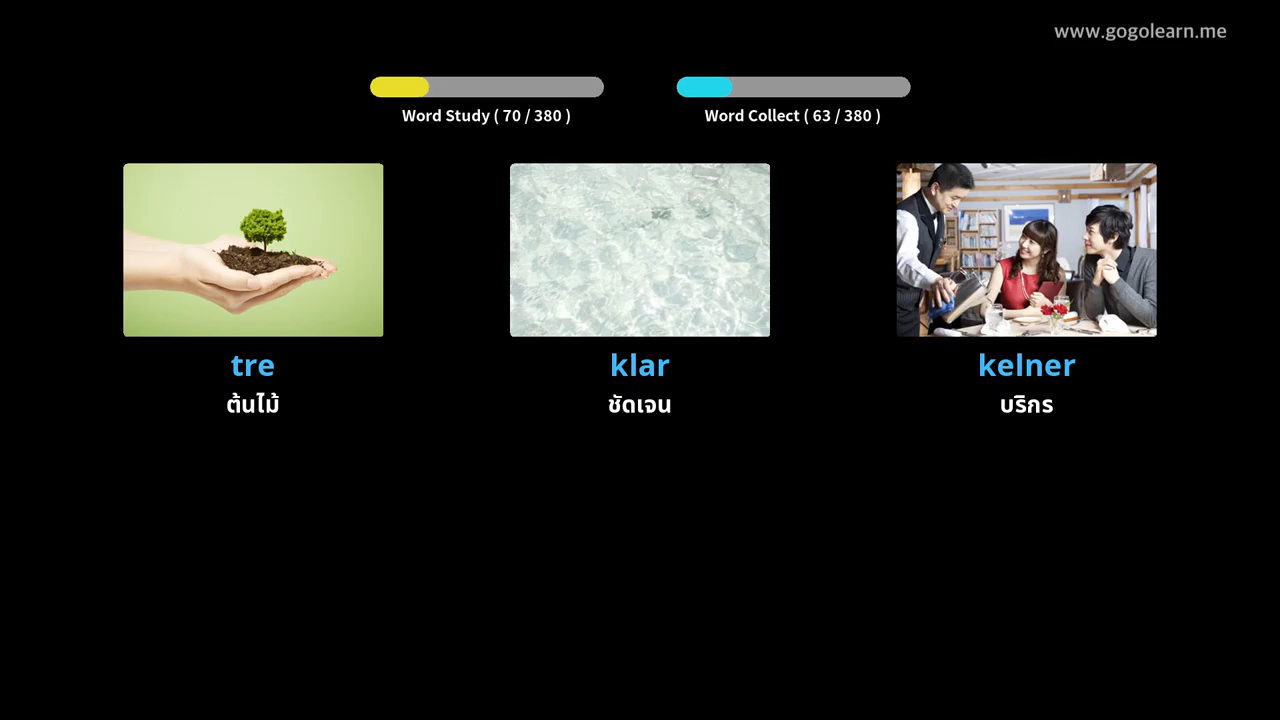 www.gogolearn.me
Word Study ( 70 / 380 )
Word Collect ( 63 / 380 )
tre
ต้นไม้
klar
ชัดเจน
kelner
บริกร